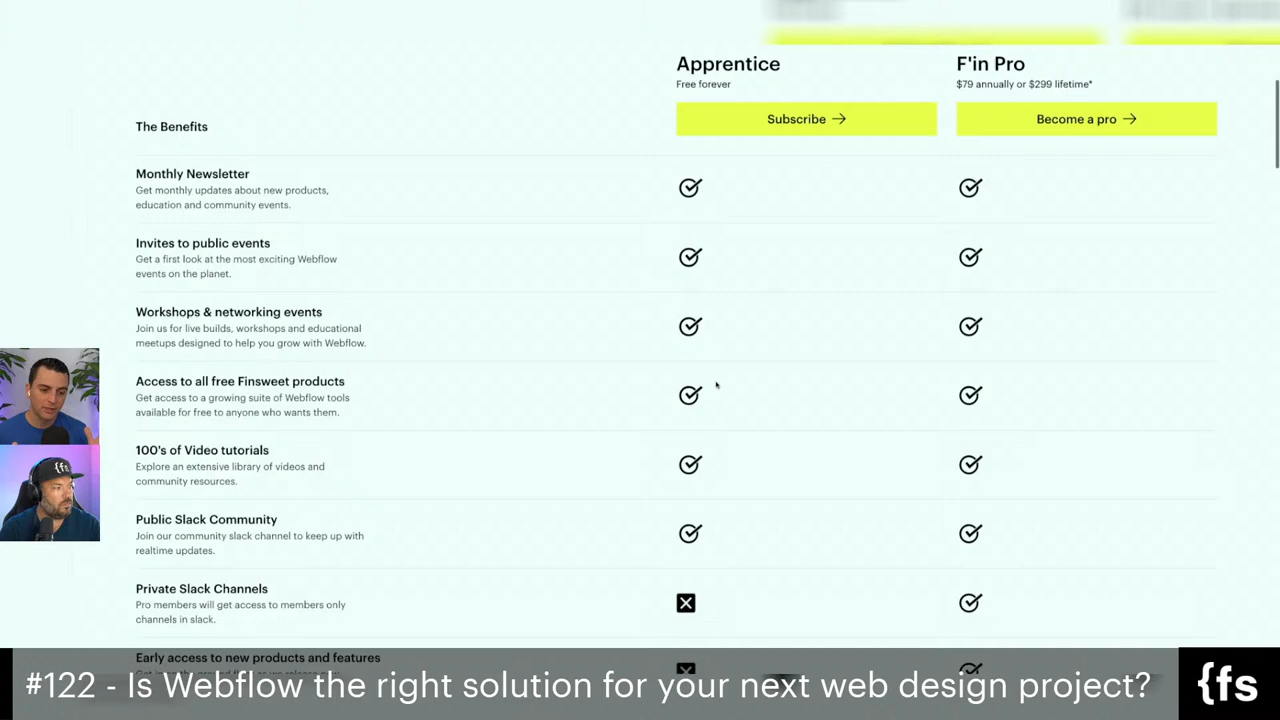 Apprentice
F'in Pro
Free forever
$79 annually or $299 lifetime*
The Benefits
Subscribe →
Become a pro →
Monthly Newsletter
Get monthly updates about new products,
education and community events.
Invites to public events
Get a first look at the most exciting Webflow
events on the planet.
Workshops & networking events
Join us for live builds, workshops and educational
meetups designed to help you grow with Webflow.
Access to all free Finsweet products
Get access to a growing suite of Webflow tools
available for free to anyone who wants them.
100's of Video tutorials
Explore an extensive library of videos and
community resources.
Public Slack Community
Join our community slack channel to keep up with
realtime updates.
Private Slack Channels
Pro members will get access to members only
channels in slack.
Early access to new products and features
{fs
#122 - Is Webflow the right solution for your next web design project?
{fs